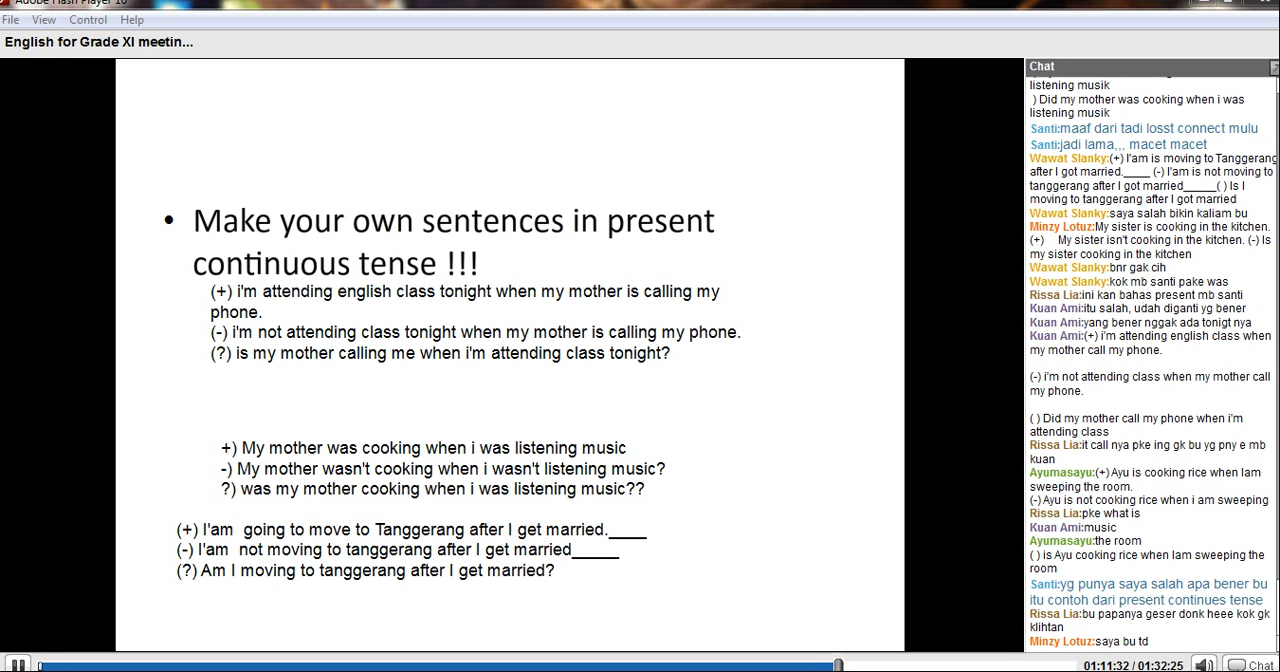 Adobe Flash Player 10
File View Control Help
English for Grade XI meetin...
• Make your own sentences in present
continuous tense !!!
(+) i'm attending english class tonight when my mother is calling my
phone.
(-) i'm not attending class tonight when my mother is calling my phone.
(?) is my mother calling me when i'm attending class tonight?
+) My mother was cooking when i was listening music
-) My mother wasn't cooking when i wasn't listening music?
?) was my mother cooking when i was listening music??
(+) I'am going to move to Tanggerang after I get married.____
(-) I'am not moving to tanggerang after I get married_____
(?) Am I moving to tanggerang after I get married?
Chat
listening musik
) Did my mother was cooking when i was
listening musik
Santi:maaf dari tadi losst connect mulu
Santi:jadi lama,,, macet macet
Wawat Slanky:(+) I'am is moving to Tanggerang
after I got married.____ (-) I'am is not moving to
tanggerang after I got married_____( ) Is I
moving to tanggerang after I got married
Wawat Slanky:saya salah bikin kaliam bu
Minzy Lotuz:My sister is cooking in the kitchen.
(+) My sister isn't cooking in the kitchen. (-) Is
my sister cooking in the kitchen
Wawat Slanky:bnr gak cih
Wawat Slanky:kok mb santi pake was
Rissa Lia:ini kan bahas present mb santi
Kuan Ami:itu salah, udah diganti yg bener
Kuan Ami:yang bener nggak ada tonigt nya
Kuan Ami:(+) i'm attending english class when
my mother call my phone.
(-) i'm not attending class when my mother call
my phone.
( ) Did my mother call my phone when i'm
attending class
Rissa Lia:it call nya pke ing gk bu yg pny e mb
kuan
Ayumasayu:(+) Ayu is cooking rice when Iam
sweeping the room.
(-) Ayu is not cooking rice when i am sweeping
Rissa Lia:pke what is
Kuan Ami:music
Ayumasayu:the room
( ) is Ayu cooking rice when Iam sweeping the
room
Santi:yg punya saya salah apa bener bu
itu contoh dari present continues tense
Rissa Lia:bu papanya geser donk heee kok gk
klihtan
Minzy Lotuz:saya bu td
01:11:32 / 01:32:25
Chat